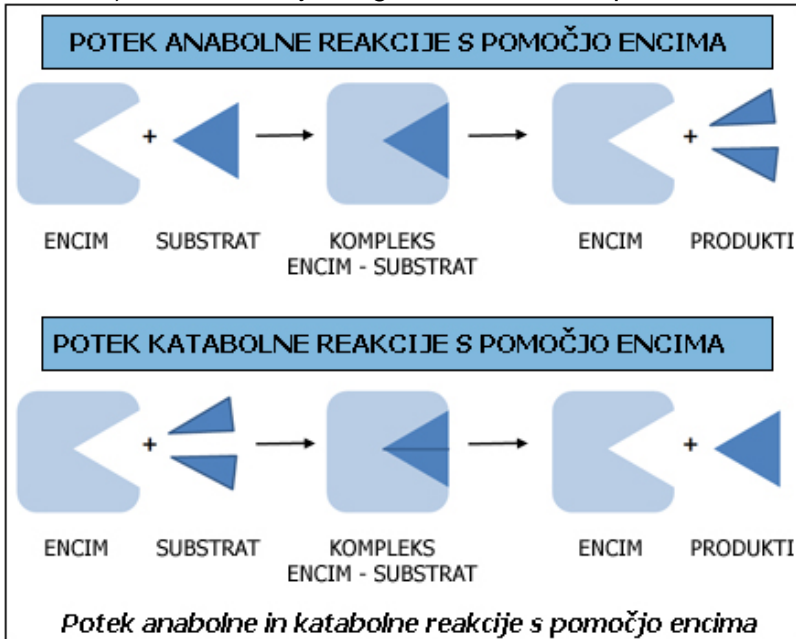 POTEK ANABOLNE REAKCIJE S POMOČJO ENCIMA
+ +
ENCIM SUBSTRAT KOMPLEKS ENCIM PRODUKTI
ENCIM - SUBSTRAT
POTEK KATABOLNE REAKCIJE S POMOČJO ENCIMA
+ +
ENCIM SUBSTRAT KOMPLEKS ENCIM PRODUKTI
ENCIM - SUBSTRAT
Potek anabolne in katabolne reakcije s pomočjo encima